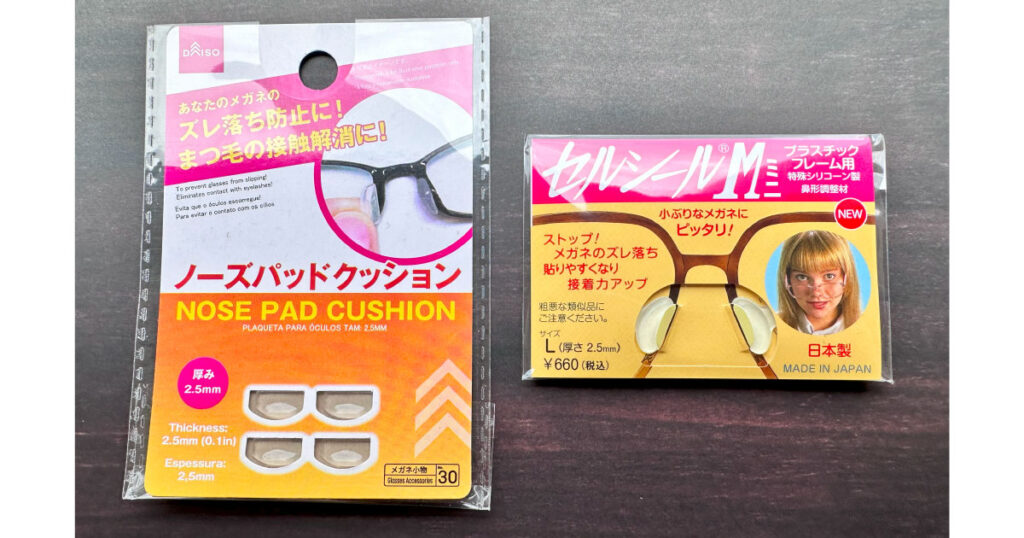 DAISO
あなたのメガネの
ズレ落ち防止に!
まつ毛の接触解消に!
To prevent glasses from slipping!
Eliminates contact with eyelashes!
Evita que o óculos escorregue!
Para evitar o contato com os cílios.
ノーズパッドクッション
NOSE PAD CUSHION
PLAQUETA PARA ÓCULOS TAM: 2.5MM
厚み
2.5mm
Thickness:
2.5mm (0.1in)
Espessura:
2,5mm
メガネ小物
Glasses Accessories
No.
30
セルシール®Mミニ
プラスチック
フレーム用
特殊シリコーン製
鼻形調整材
NEW
小ぶりなメガネに
ピッタリ!
ストップ!
メガネのズレ落ち
貼りやすくなり
接着力アップ
粗悪な類似品に
ご注意ください。
サイズ
L(厚さ 2.5mm)
¥660(税込)
日本製
MADE IN JAPAN